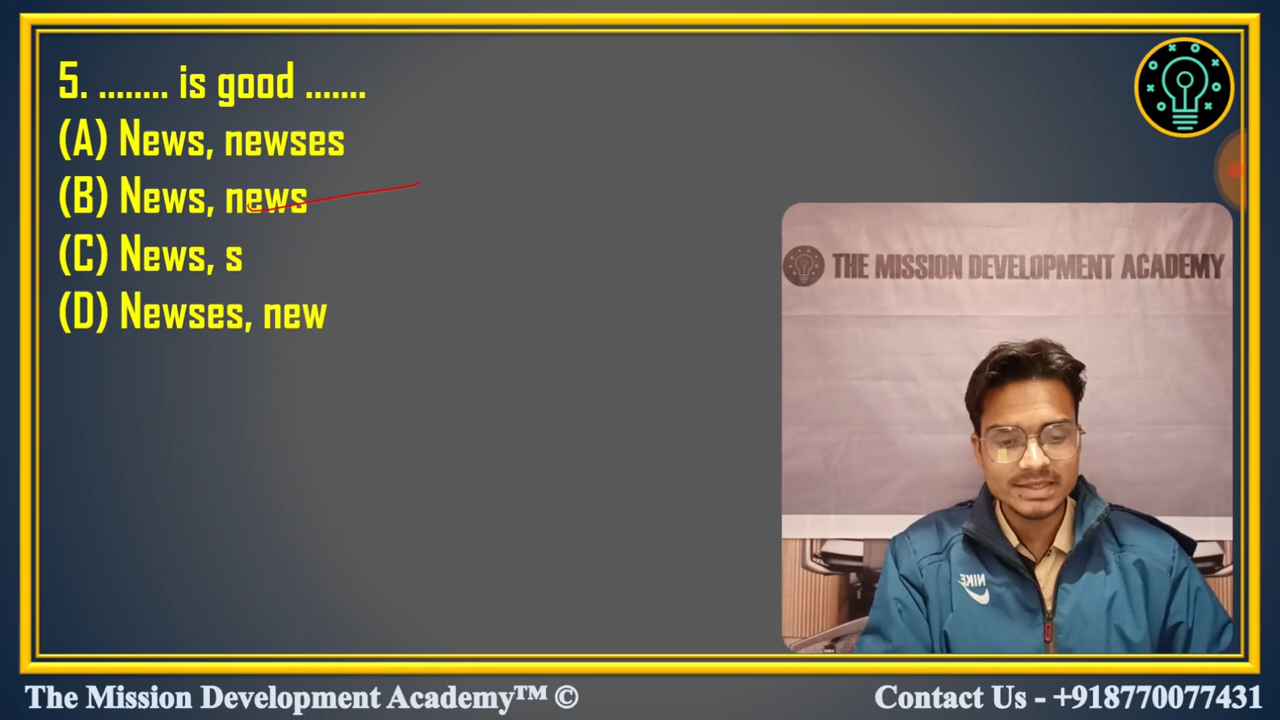 5. ........ is good .......
(A) News, newses
(B) News, news
(C) News, s
(D) Newses, new
THE MISSION DEVELOPMENT ACADEMY
NIKE
The Mission Development Academy™ ©
Contact Us - +918770077431